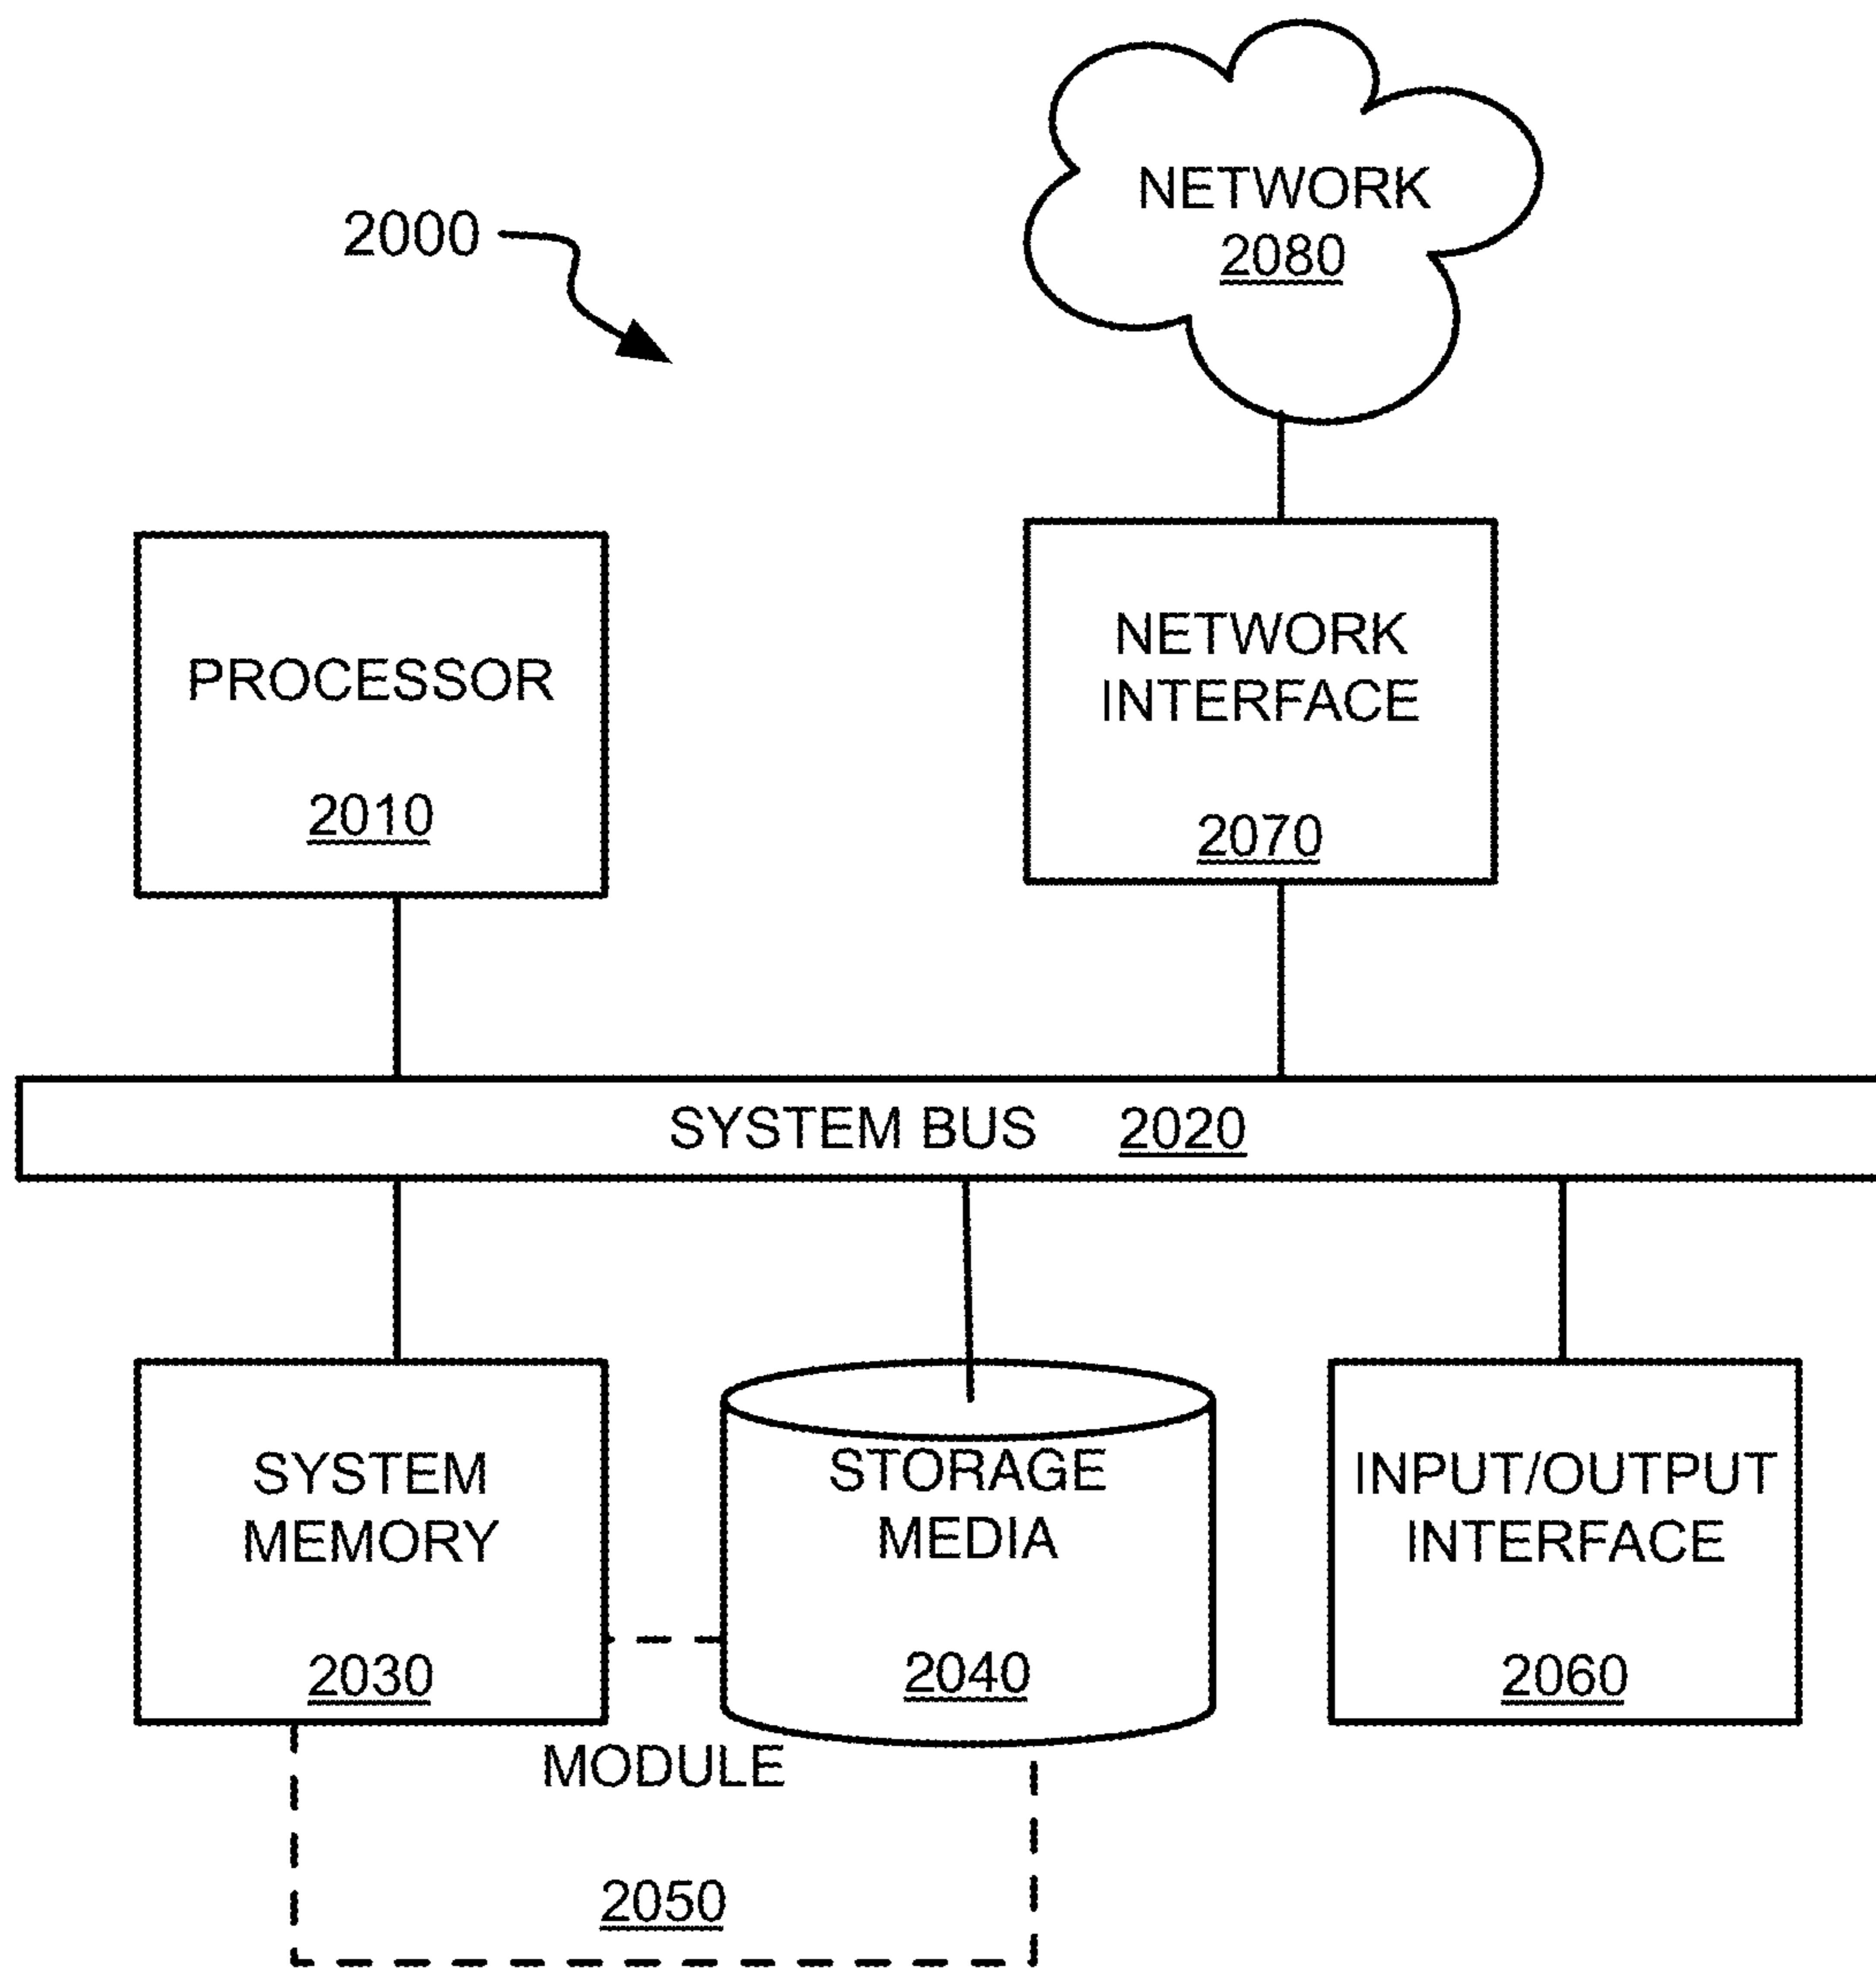 NETWORK
2080
2000
PROCESSOR
2010
NETWORK
INTERFACE
2070
SYSTEM BUS 2020
SYSTEM
MEMORY
2030
STORAGE
MEDIA
2040
INPUT/OUTPUT
INTERFACE
2060
MODULE
2050